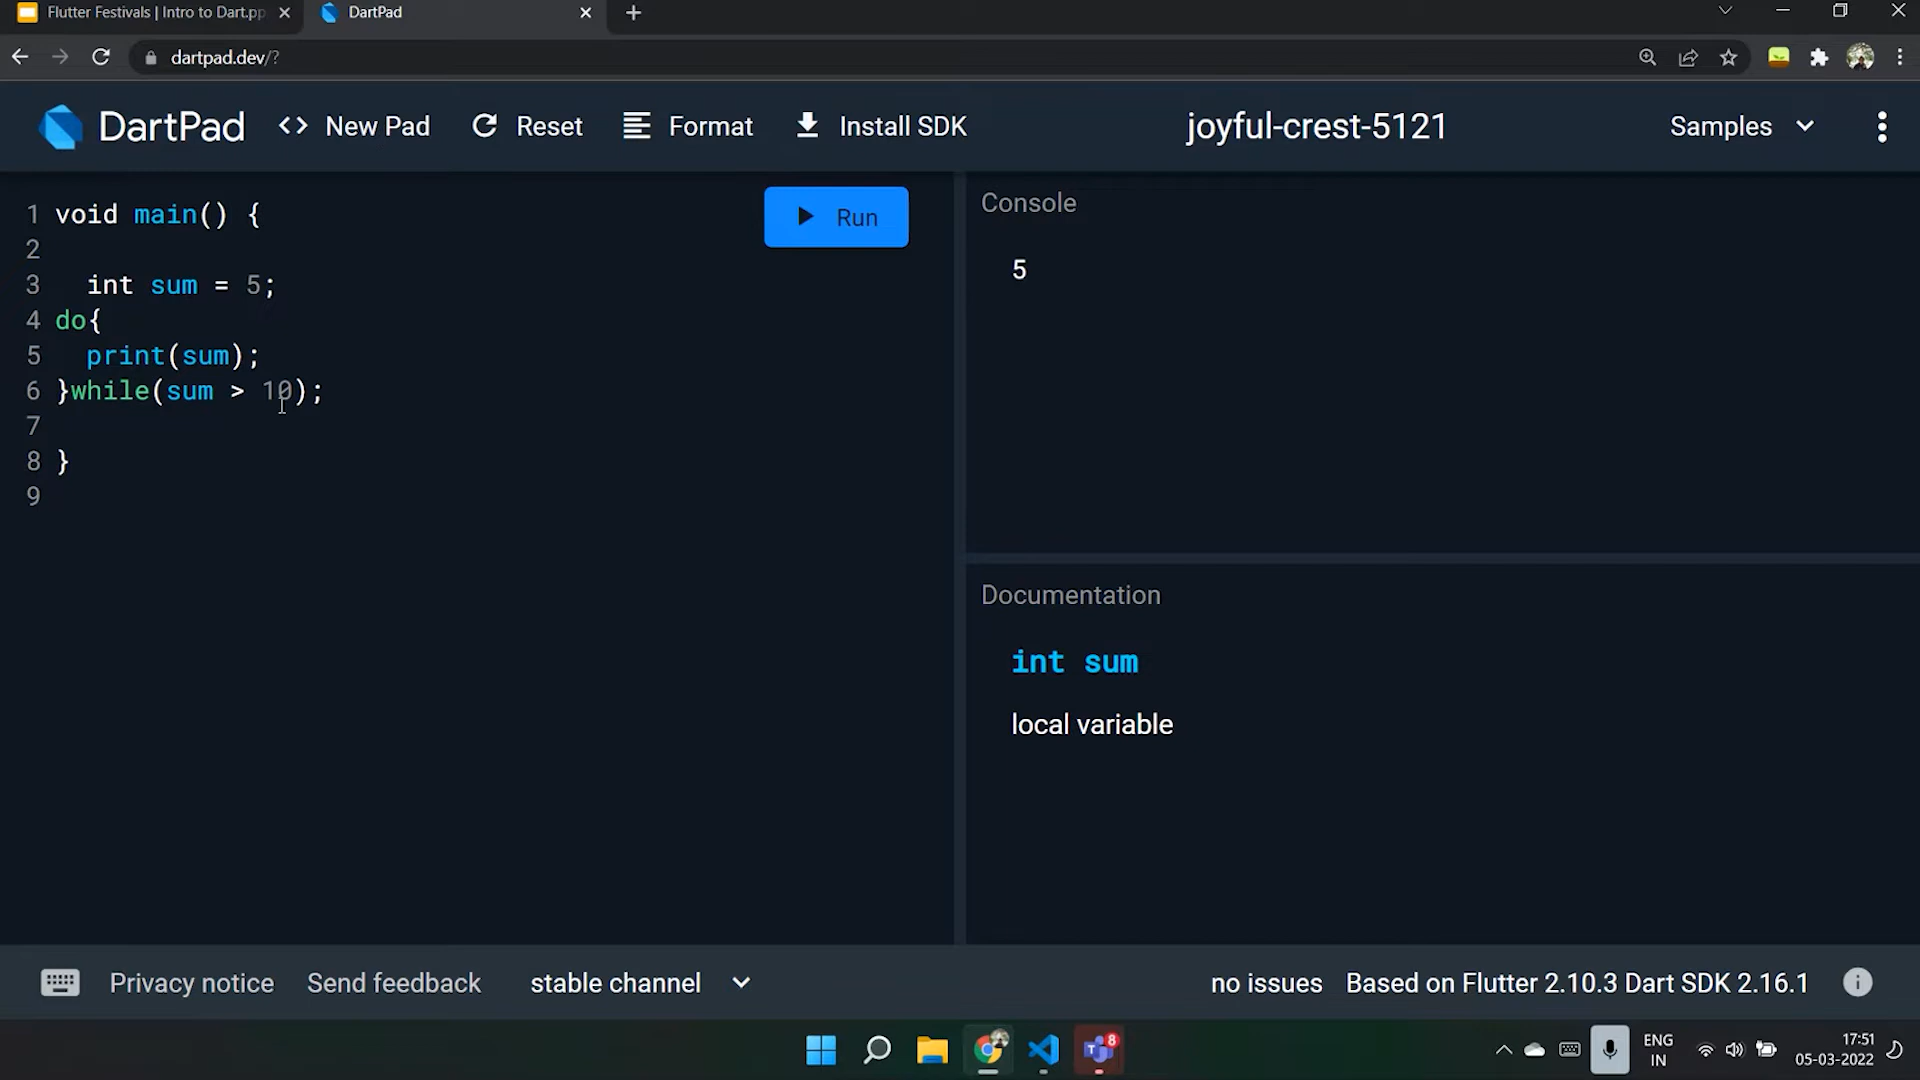 Flutter Festivals | Intro to Dart.pp
DartPad
dartpad.dev/?
DartPad
<> New Pad
Reset
Format
Install SDK
joyful-crest-5121
Samples
1 void main() {
2
3 int sum = 5;
4 do{
5 print(sum);
6 }while(sum > 10);
7
8 }
9
Run
Console
5
Documentation
int sum
local variable
Privacy notice
Send feedback
stable channel
no issues
Based on Flutter 2.10.3 Dart SDK 2.16.1
T
8
ENG
IN
17:51
05-03-2022